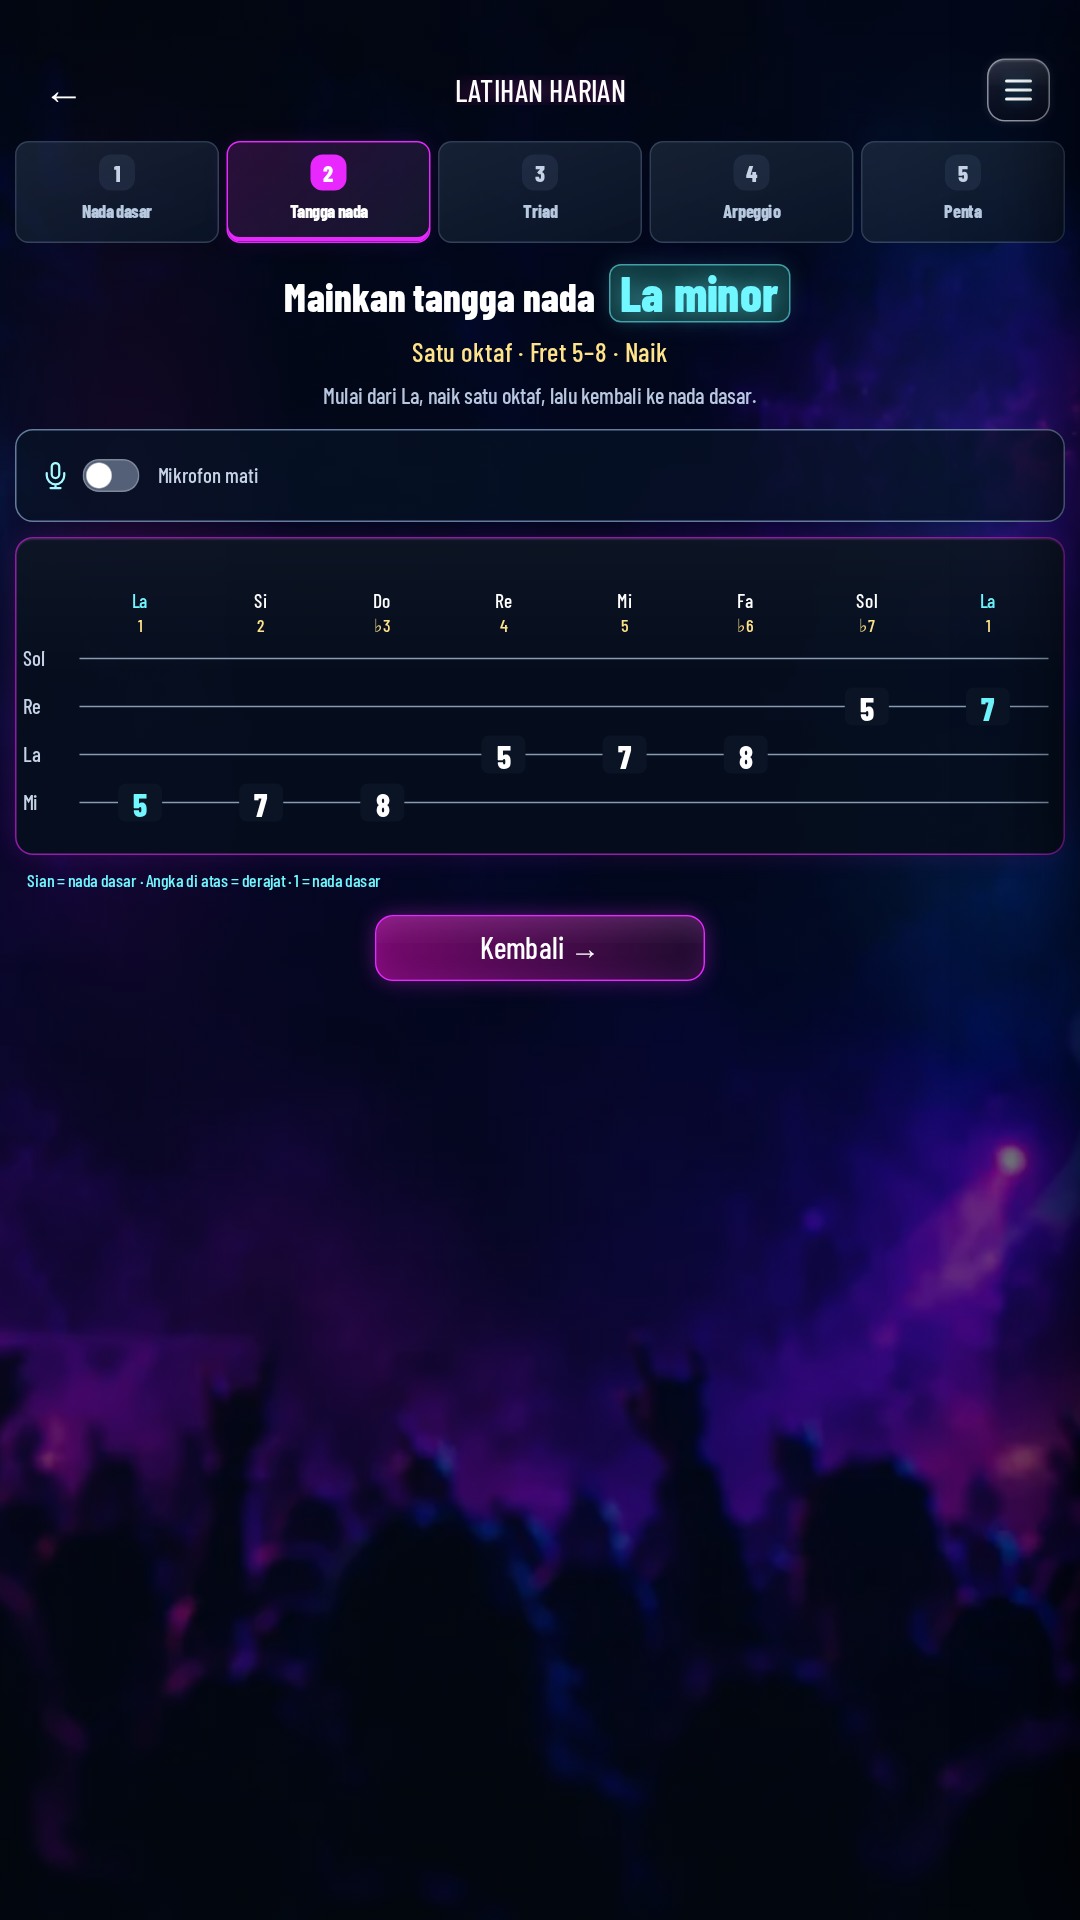 ←
LATIHAN HARIAN
1
Nada dasar
2
Tangga nada
3
Triad
4
Arpeggio
5
Penta
Mainkan tangga nada La minor
Satu oktaf · Fret 5–8 · Naik
Mulai dari La, naik satu oktaf, lalu kembali ke nada dasar.
Mikrofon mati
La Si Do Re Mi Fa Sol La
1 2 ♭3 4 5 ♭6 ♭7 1
Sol
Re 5 7
La 5 7 8
Mi 5 7 8
Sian = nada dasar · Angka di atas = derajat · 1 = nada dasar
Kembali →